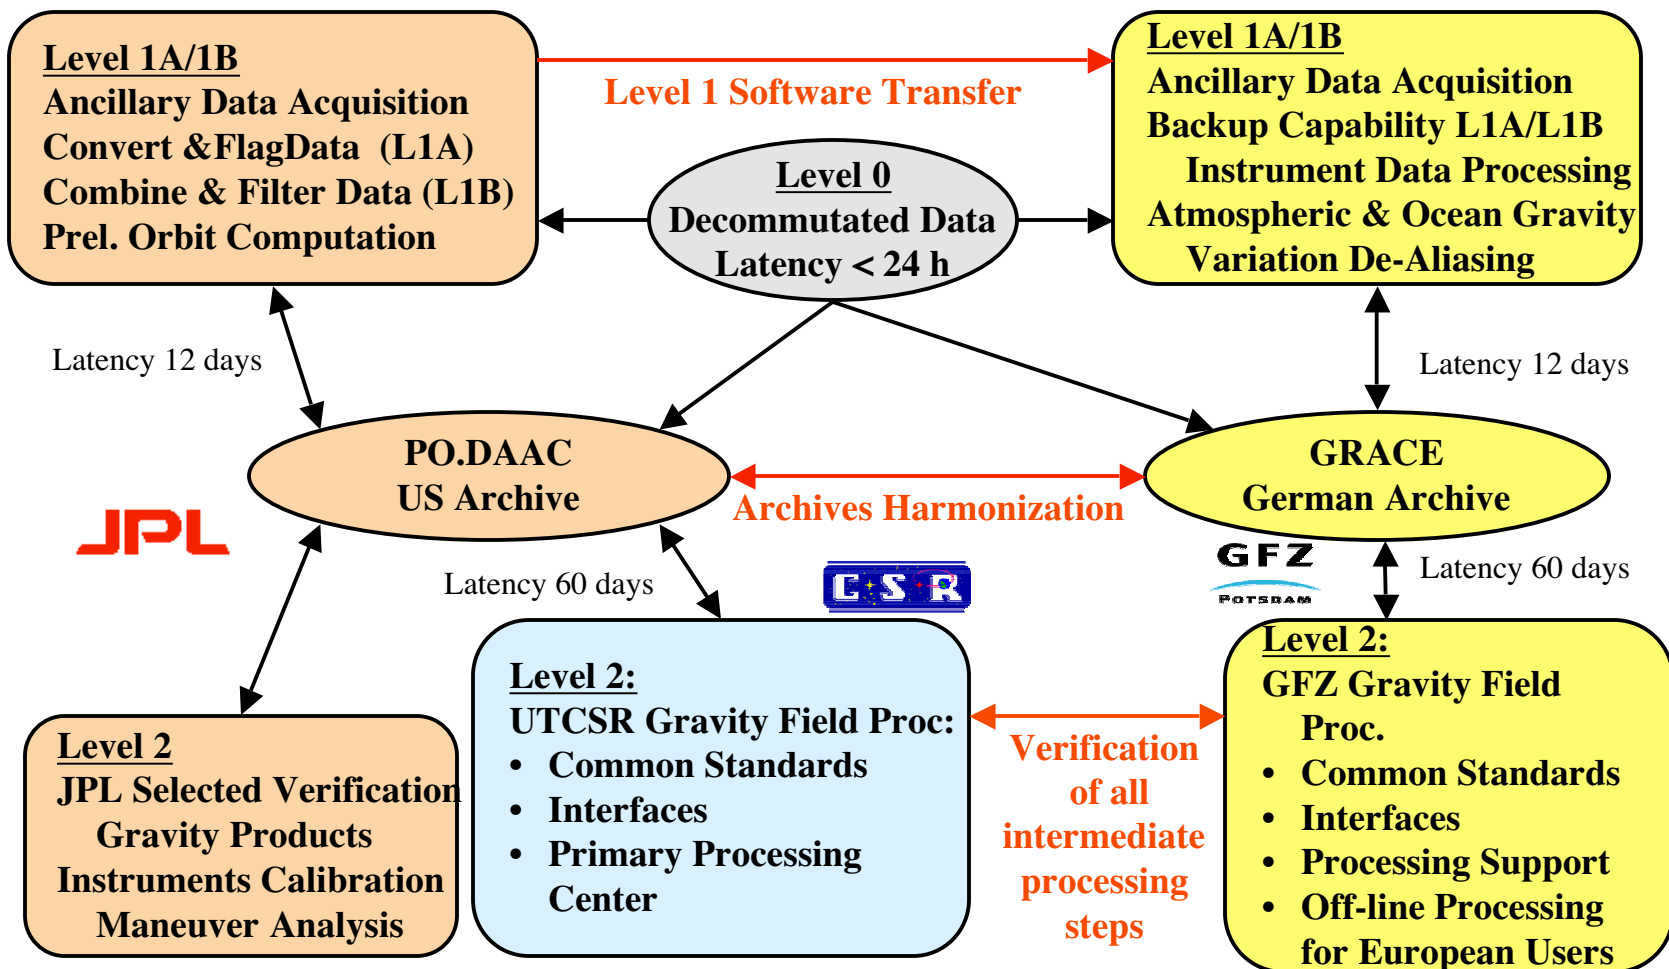 Level 1A/1B
Ancillary Data Acquisition
Convert &FlagData (L1A)
Combine & Filter Data (L1B)
Prel. Orbit Computation
Level 1 Software Transfer
Level 0
Decommutated Data
Latency < 24 h
Level 1A/1B
Ancillary Data Acquisition
Backup Capability L1A/L1B
Instrument Data Processing
Atmospheric & Ocean Gravity
Variation De-Aliasing
Latency 12 days
Latency 12 days
PO.DAAC
US Archive
Archives Harmonization
GRACE
German Archive
JPL
Latency 60 days
CSR
GFZ
POTSDAM
Latency 60 days
Level 2
JPL Selected Verification
Gravity Products
Instruments Calibration
Maneuver Analysis
Level 2:
UTCSR Gravity Field Proc:
• Common Standards
• Interfaces
• Primary Processing
Center
Verification
of all
intermediate
processing
steps
Level 2:
GFZ Gravity Field
Proc.
• Common Standards
• Interfaces
• Processing Support
• Off-line Processing
for European Users